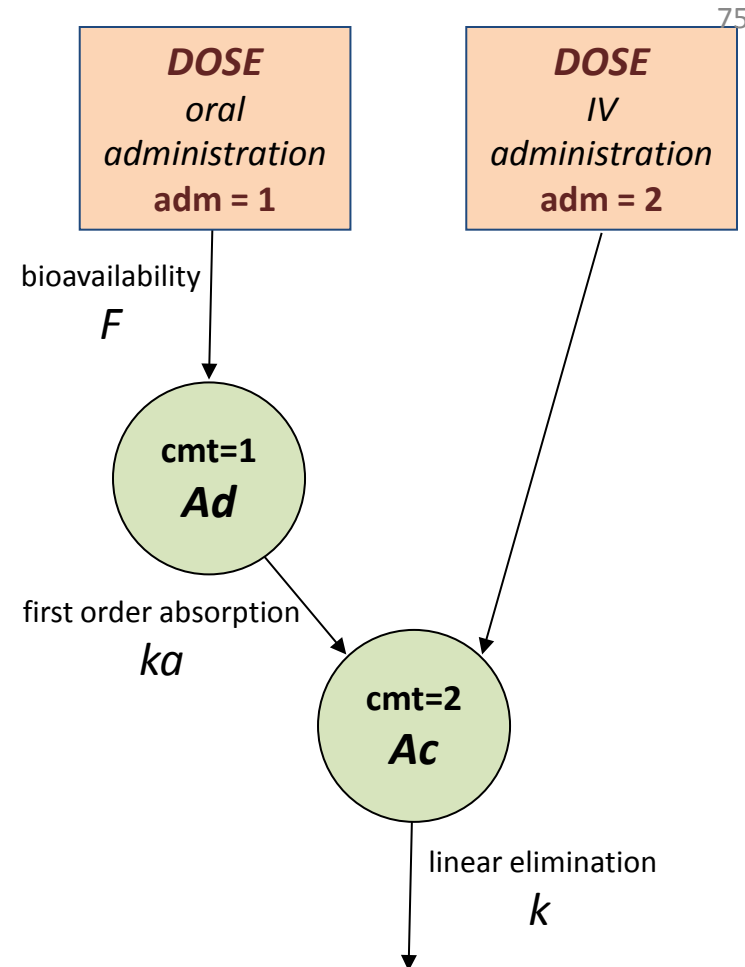 75
DOSE
oral
administration
adm = 1
DOSE
IV
administration
adm = 2
bioavailability
F
cmt=1
Ad
first order absorption
ka
cmt=2
Ac
linear elimination
k